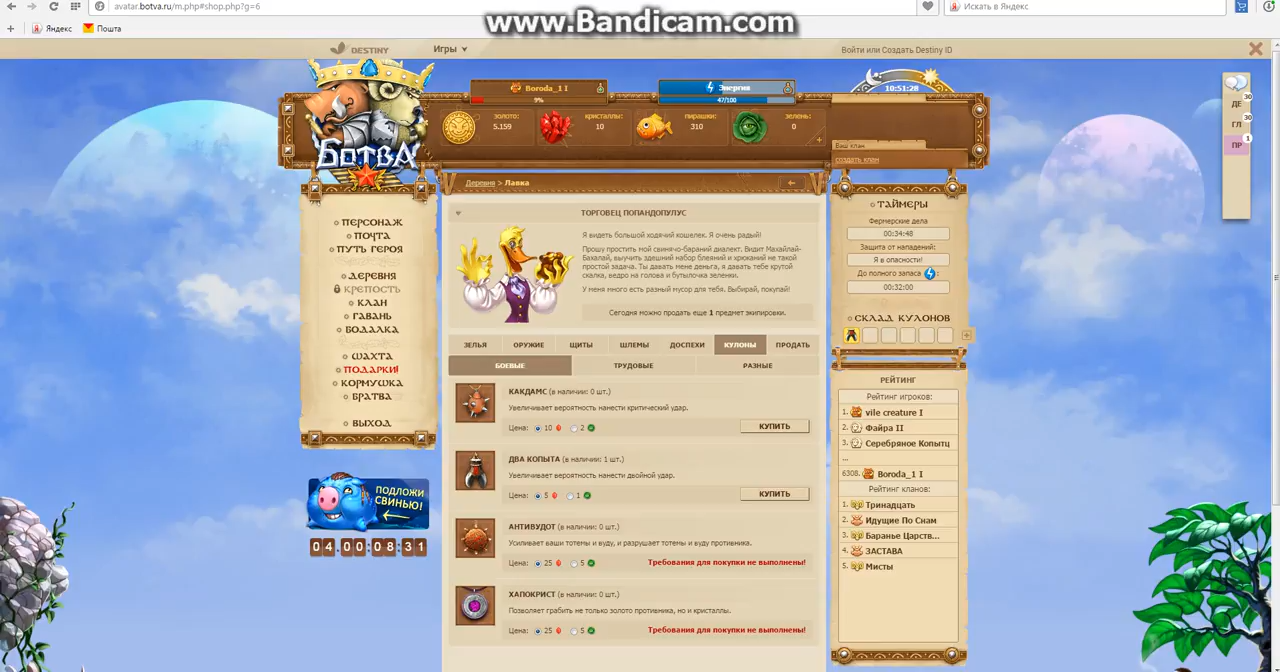 avatar.botva.ru/m.php#shop.php?g=6
Искать в Яндекс
www.Bandicam.com
Яндекс
Почта
DESTINY
Игры ▼
Войти или Создать Destiny ID
БОТВА
Boroda_1 I
9%
Энергия
47/100
10:51:28
золото:
5.159
кристаллы:
10
пирашки:
310
зелень:
0
Ваш клан
создать клан
ДЕ 30
ГЛ 30
ПР 1
ПЕРСОНАЖ
ПОЧТА
ПУТЬ ГЕРОЯ
ДЕРЕВНЯ
КРЕПОСТЬ
КЛАН
ГАВАНЬ
БОДАЛКА
ШАХТА
ПОДАРКИ!
КОРМУШКА
БРАТВА
ВЫХОД
ПОДЛОЖИ
СВИНЬЮ!
04:00:08:31
Деревня > Лавка
ТОРГОВЕЦ ПОПАНДОПУЛУС
Я видеть большой ходячий кошелек. Я очень радый!
Прошу простить мой свинячо-бараний диалект. Видит Махайлай-
Бахалай, выучить здешний набор блеяний и хрюканий не такая
простой задача. Ты давать мене деньга, я давать тебе крутой
скалка, ведро на голова и бутылочка зеленки.
У меня много есть разный мусор для тебя. Выбирай, покупай!
Сегодня можно продать еще 1 предмет экипировки.
ЗЕЛЬЯ ОРУЖИЕ ЩИТЫ ШЛЕМЫ ДОСПЕХИ КУЛОНЫ ПРОДАТЬ
БОЕВЫЕ ТРУДОВЫЕ РАЗНЫЕ
КАКДАМС (в наличии: 0 шт.)
Увеличивает вероятность нанести критический удар.
Цена: 10 2
КУПИТЬ
ДВА КОПЫТА (в наличии: 1 шт.)
Увеличивает вероятность нанести двойной удар.
Цена: 5 1
КУПИТЬ
АНТИВУДОТ (в наличии: 0 шт.)
Усиливает ваши тотемы и вуду, и разрушает тотемы и вуду противника.
Цена: 25 5
Требования для покупки не выполнены!
ХАПОКРИСТ (в наличии: 0 шт.)
Позволяет грабить не только золото противника, но и кристаллы.
Цена: 25 5
Требования для покупки не выполнены!
ТАЙМЕРЫ
Фермерские дела
00:34:48
Защита от нападений:
Я в опасности!
До полного запаса :
00:32:00
СКЛАД КУЛОНОВ
РЕЙТИНГ
Рейтинг игроков:
1. vile creature I
2. Файра II
3. Серебряное Копытц
...
6308. Boroda_1 I
Рейтинг кланов:
1. Тринадцать
2. Идущие По Снам
3. Баранье Царств...
4. ЗАСТАВА
5. Мисты